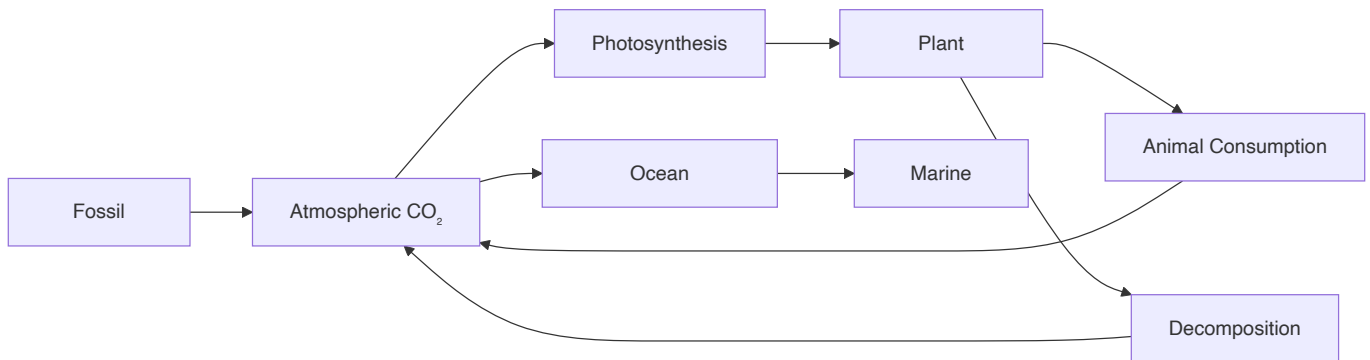 Photosynthesis
Plant
Animal Consumption
Ocean
Marine
Fossil
Atmospheric CO₂
Decomposition